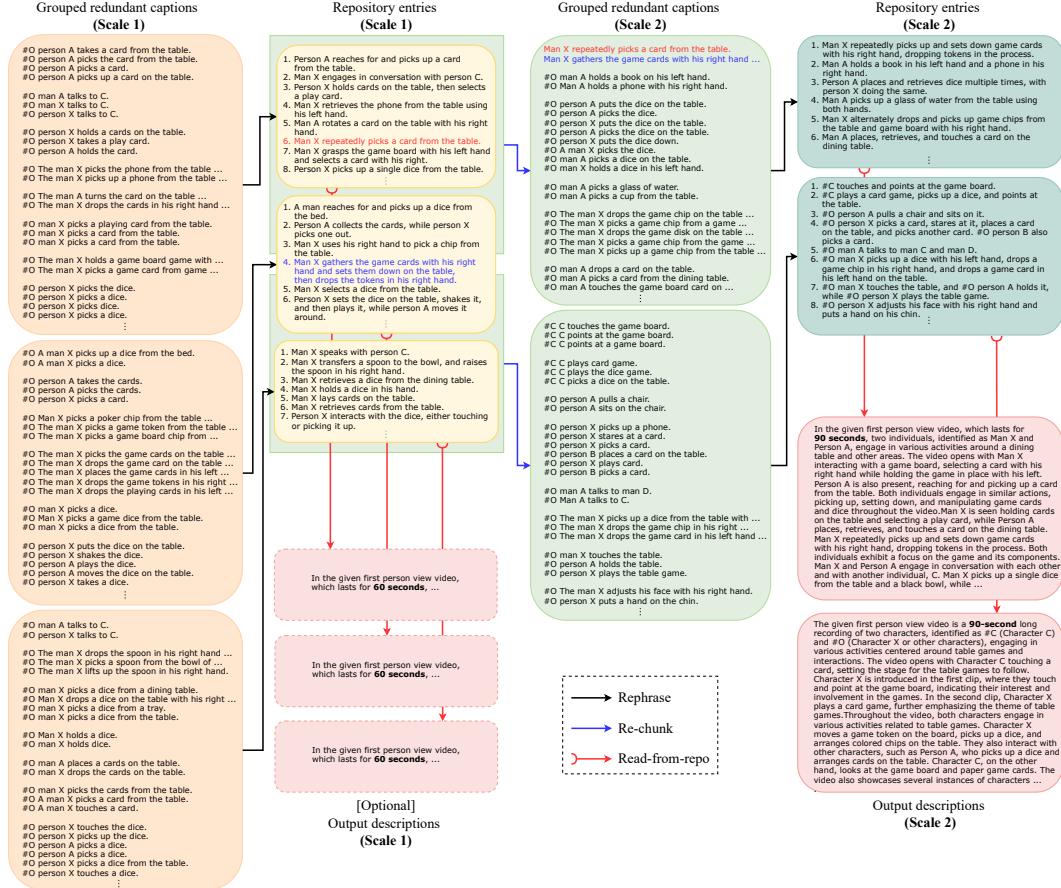 Grouped redundant captions
(Scale 1)
#O person A takes a card from the table.
#O person A picks the card from the table.
#O person A picks a card.
#O person A picks up a card on the table.
#O man A talks to C.
#O man X talks to C.
#O person X talks to C.
#O person X holds a cards on the table.
#O person X takes a play card.
#O person A holds the card.
#O The man X picks the phone from the table ...
#O The man X picks up a phone from the table ...
#O The man A turns the card on the table ...
#O The man X drops the cards in his right hand ...
#O man X picks a playing card from the table.
#O man X picks a card from the table.
#O man X picks a card from the table.
#O The man X holds a game board game with ...
#O The man X picks a game card from game ...
#O person X picks the dice.
#O person X picks a dice.
#O person X picks dice.
#O person X picks a dice.
⋮
#O A man X picks up a dice from the bed.
#O A man X picks a dice.
#O person A takes the cards.
#O person A picks the cards.
#O person X picks a card.
#O Man X picks a poker chip from the table ...
#O The man X picks a game token from the table ...
#O The man X picks a game board chip from ...
#O The man X picks the game cards on the table ...
#O The man X drops the game card on the table ...
#O The man X places the game cards in his left ...
#O The man X drops the game tokens in his right ...
#O The man X drops the playing cards in his left ...
#O man X picks a dice.
#O Man X picks a game dice from the table.
#O man X picks a dice from the table.
#O person X puts the dice on the table.
#O person X shakes the dice.
#O person A plays the dice.
#O person A moves the dice on the table.
#O person X takes a dice.
⋮
#O man A talks to C.
#O person X talks to C.
#O The man X drops the spoon in his right hand ...
#O The man X picks a spoon from the bowl of ...
#O The man X lifts up the spoon in his right hand.
#O man X picks a dice from a dining table.
#O Man X drops a dice on the table with his right ...
#O man X picks a dice from a tray.
#O man X picks a dice from the table.
#O Man X holds a dice.
#O man X holds dice.
#O man A places a cards on the table.
#O man X drops the cards on the table.
#O man X picks the cards from the table.
#O A man X picks a card from the table.
#O A man X touches a card.
#O person X touches the dice.
#O person X picks up the dice.
#O person A picks a dice.
#O person A picks a dice.
#O person X picks a dice from the table.
#O person X touches a dice.
⋮
Repository entries
(Scale 1)
1. Person A reaches for and picks up a card
from the table.
2. Man X engages in conversation with person C.
3. Person X holds cards on the table, then selects
a play card.
4. Man X retrieves the phone from the table using
his left hand.
5. Man A rotates a card on the table with his right
hand.
6. Man X repeatedly picks a card from the table.
7. Man X grasps the game board with his left hand
and selects a card with his right.
8. Person X picks up a single dice from the table.
⋮
1. A man reaches for and picks up a dice from
the bed.
2. Person A collects the cards, while person X
picks one out.
3. Man X uses his right hand to pick a chip from
the table.
4. Man X gathers the game cards with his right
hand and sets them down on the table,
then drops the tokens in his right hand.
5. Man X selects a dice from the table.
6. Person X sets the dice on the table, shakes it,
and then plays it, while person A moves it
around.
⋮
1. Man X speaks with person C.
2. Man X transfers a spoon to the bowl, and raises
the spoon in his right hand.
3. Man X retrieves a dice from the dining table.
4. Man X holds a dice in his hand.
5. Man X lays cards on the table.
6. Man X retrieves cards from the table.
7. Person X interacts with the dice, either touching
or picking it up.
⋮
In the given first person view video,
which lasts for 60 seconds, ...
In the given first person view video,
which lasts for 60 seconds, ...
In the given first person view video,
which lasts for 60 seconds, ...
[Optional]
Output descriptions
(Scale 1)
Grouped redundant captions
(Scale 2)
Man X repeatedly picks a card from the table.
Man X gathers the game cards with his right hand ...
#O man A holds a book on his left hand.
#O Man A holds a phone with his right hand.
#O person A puts the dice on the table.
#O person A picks the dice.
#O person X puts the dice on the table.
#O person A picks the dice on the table.
#O person X puts the dice down.
#O A man X picks the dice.
#O man X holds a dice in his left hand.
#O man A picks a dice on the table.
#O man A picks a glass of water.
#O man A picks a cup from the table.
#O The man X drops the game chip on the table ...
#O The man X picks a game chip from a game ...
#O The man X drops the game disk on the table ...
#O The man X picks a game chip from the game ...
#O The man X picks up a game chip from the table ...
#O man A drops a card on the table.
#O man A picks a card from the dining table.
#O man A touches the game board card on ...
⋮
#C C touches the game board.
#C C points at the game board.
#C C points at a game board.
#C C plays card game.
#C C plays the dice game.
#C C picks a dice on the table.
#O person A pulls a chair.
#O person A sits on the chair.
#O person X picks up a phone.
#O person X stares at a card.
#O person X picks a card.
#O person B places a card on the table.
#O person X plays card.
#O person B picks a card.
#O man A talks to man D.
#O Man A talks to C.
#O The man X picks up a dice from the table with ...
#O The man X drops the game chip in his right ...
#O The man X drops the game card in his left hand ...
#O man X touches the table.
#O person A holds the table.
#O person X plays the table game.
#O The man X adjusts his face with his right hand.
#O person X puts a hand on the chin.
⋮
Rephrase
Re-chunk
Read-from-repo
Repository entries
(Scale 2)
1. Man X repeatedly picks up and sets down game cards
with his right hand, dropping tokens in the process.
2. Man A holds a book in his left hand and a phone in his
right hand.
3. Person A places and retrieves dice multiple times, with
person X doing the same.
4. Man A picks up a glass of water from the table using
both hands.
5. Man X alternately drops and picks up game chips from
the table and game board with his right hand.
6. Man A places, retrieves, and touches a card on the
dining table.
⋮
1. #C touches and points at the game board.
2. #C plays a card game, picks up a dice, and points at
the table.
3. #O person A pulls a chair and sits on it.
4. #O person X picks a card, stares at it, places a card
on the table, and picks another card. #O person B also
picks a card.
5. #O man A talks to man C and man D.
6. #O man X picks up a dice with his left hand, drops a
game chip in his right hand, and drops a game card in
his left hand on the table.
7. #O man X touches the table, and #O person A holds it,
while #O person X plays the table game.
8. #O person X adjusts his face with his right hand and
puts a hand on his chin.
⋮
In the given first person view video, which lasts for
90 seconds, two individuals, identified as Man X and
Person A, engage in various activities around a dining
table and other areas. The video opens with Man X
interacting with a game board, selecting a card with his
right hand while holding the game in place with his left.
Person A is also present, reaching for and picking up a card
from the table. Both individuals engage in similar actions,
picking up, setting down, and manipulating game cards
and dice throughout the video.Man X is seen holding cards
on the table and selecting a play card, while Person A
places, retrieves, and touches a card on the dining table.
Man X repeatedly picks up and sets down game cards
with his right hand, dropping tokens in the process. Both
individuals exhibit a focus on the game and its components.
Man X and Person A engage in conversation with each other
and with another individual, C. Man X picks up a single dice
from the table and a black bowl, while ...
The given first person view video is a 90-second long
recording of two characters, identified as #C (Character C)
and #O (Character X or other characters), engaging in
various activities centered around table games and
interactions. The video opens with Character C touching a
card, setting the stage for the table games to follow.
Character X is introduced in the first clip, where they touch
and point at the game board, indicating their interest and
involvement in the games. In the second clip, Character X
plays a card game, further emphasizing the theme of table
games.Throughout the video, both characters engage in
various activities related to table games. Character X
moves a game token on the board, picks up a dice, and
arranges colored chips on the table. They also interact with
other characters, such as Person A, who picks up a dice and
arranges cards on the table. Character C, on the other
hand, looks at the game board and paper game cards. The
video also showcases several instances of characters ...
Output descriptions
(Scale 2)